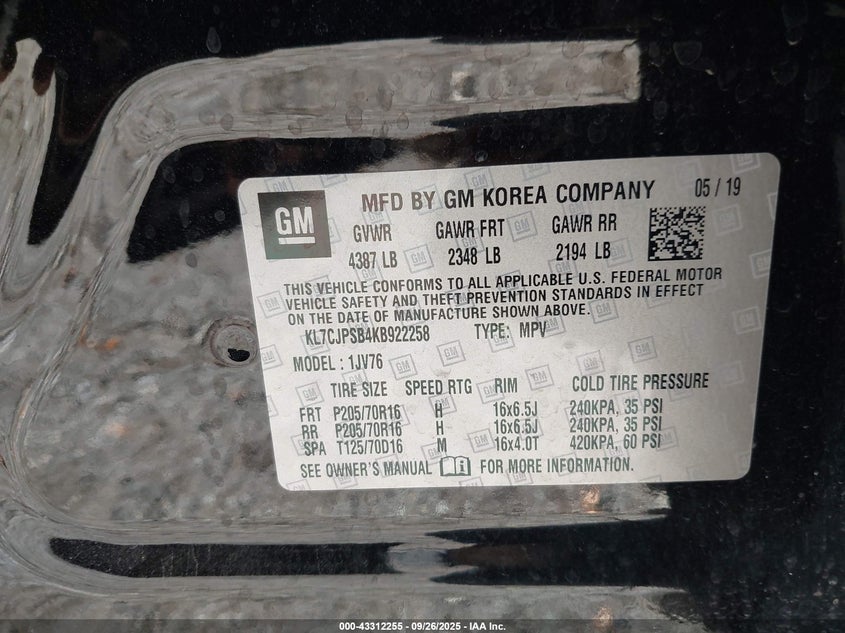 GM MFD BY GM KOREA COMPANY 05 / 19
GVWR GAWR FRT GAWR RR
4387 LB 2348 LB 2194 LB
THIS VEHICLE CONFORMS TO ALL APPLICABLE U.S. FEDERAL MOTOR
VEHICLE SAFETY AND THEFT PREVENTION STANDARDS IN EFFECT
ON THE DATE OF MANUFACTURE SHOWN ABOVE.
KL7CJPSB4KB922258 TYPE: MPV
MODEL : 1JV76
TIRE SIZE SPEED RTG RIM COLD TIRE PRESSURE
FRT P205/70R16 H 16x6.5J 240KPA, 35 PSI
RR P205/70R16 H 16x6.5J 240KPA, 35 PSI
SPA T125/70D16 M 16x4.0T 420KPA, 60 PSI
SEE OWNER'S MANUAL FOR MORE INFORMATION.
000-43312255 - 09/26/2025 - IAA Inc.